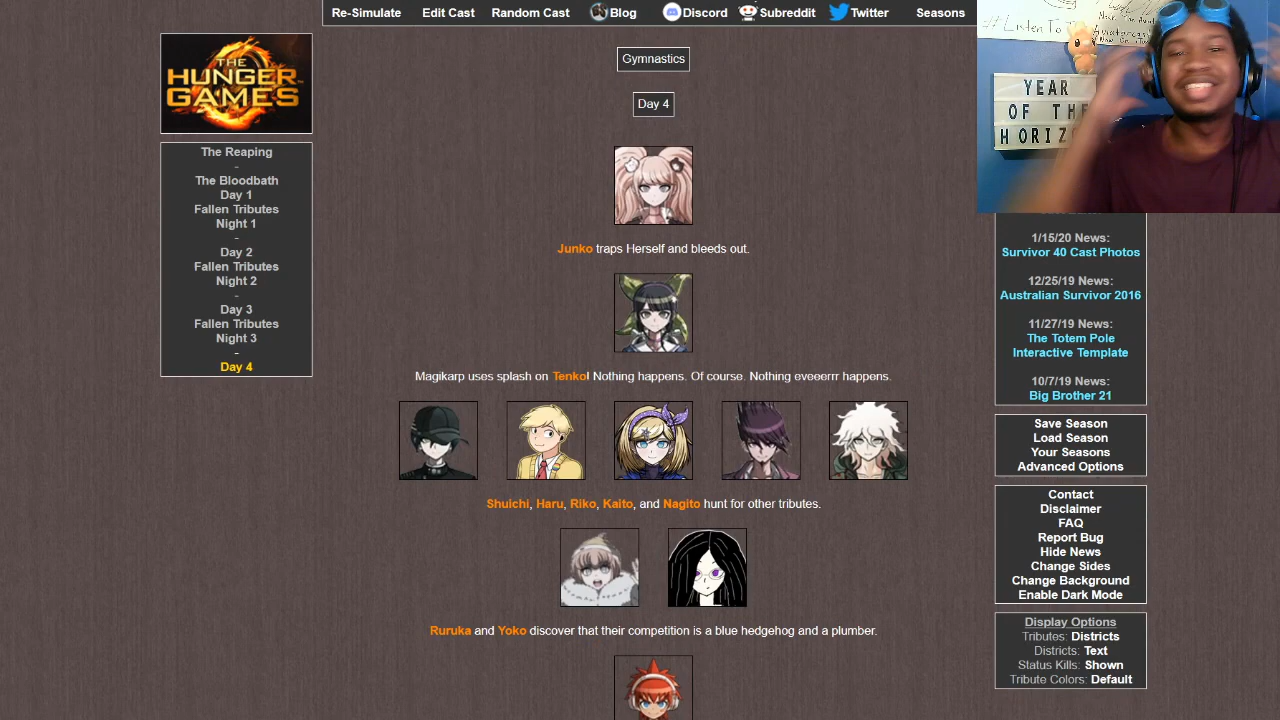 Re-Simulate Edit Cast Random Cast Blog Discord Subreddit Twitter Seasons
THE
HUNGER
GAMES
The Reaping
-
The Bloodbath
Day 1
Fallen Tributes
Night 1
-
Day 2
Fallen Tributes
Night 2
-
Day 3
Fallen Tributes
Night 3
-
Day 4
Gymnastics
Day 4
Junko traps Herself and bleeds out.
Magikarp uses splash on Tenko! Nothing happens. Of course. Nothing eveeerrr happens.
Shuichi, Haru, Riko, Kaito, and Nagito hunt for other tributes.
Ruruka and Yoko discover that their competition is a blue hedgehog and a plumber.
#ListenTo
YEAR
OF THE
HORIZ
1/15/20 News:
Survivor 40 Cast Photos
12/25/19 News:
Australian Survivor 2016
11/27/19 News:
The Totem Pole
Interactive Template
10/7/19 News:
Big Brother 21
Save Season
Load Season
Your Seasons
Advanced Options
Contact
Disclaimer
FAQ
Report Bug
Hide News
Change Sides
Change Background
Enable Dark Mode
Display Options
Tributes: Districts
Districts: Text
Status Kills: Shown
Tribute Colors: Default